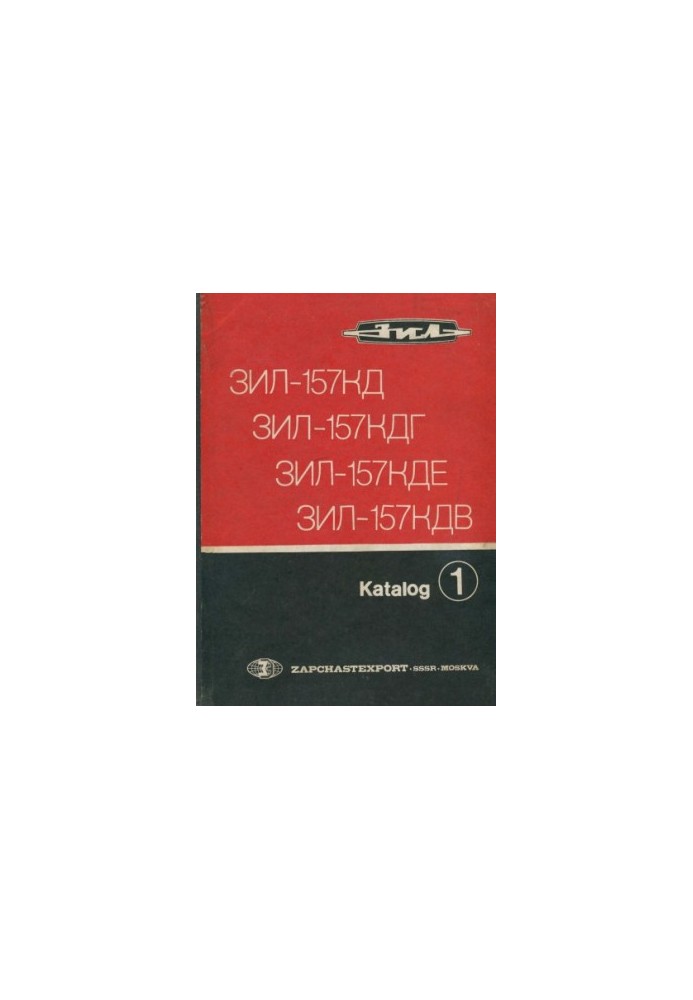 ЗИЛ
ЗИЛ-157КД
ЗИЛ-157КДГ
ЗИЛ-157КДЕ
ЗИЛ-157КДВ
Katalog 1
ZAPCHASTEXPORT·SSSR·MOSKVA